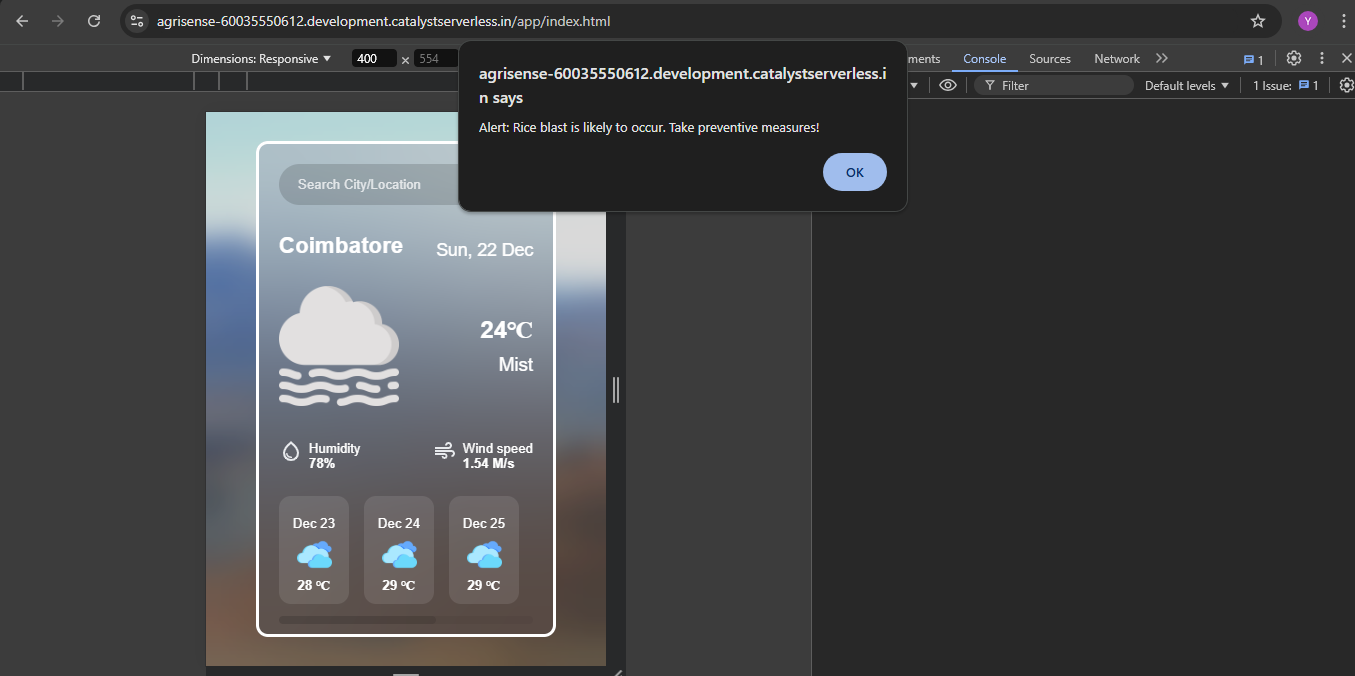 agrisense-60035550612.development.catalystserverless.in/app/index.html
Y
Dimensions: Responsive
400 × 554
ments
Console
Sources
Network
1
Filter
Default levels
1 Issue:
1
agrisense-60035550612.development.catalystserverless.i
n says
Alert: Rice blast is likely to occur. Take preventive measures!
OK
Search City/Location
Coimbatore
Sun, 22 Dec
24°C
Mist
Humidity
78%
Wind speed
1.54 M/s
Dec 23
28 °C
Dec 24
29 °C
Dec 25
29 °C